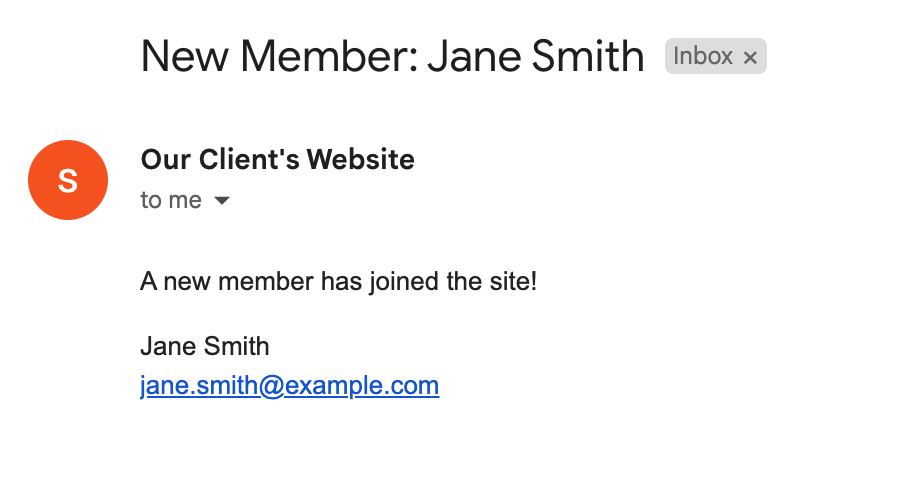 New Member: Jane Smith Inbox ×
S
Our Client's Website
to me
A new member has joined the site!
Jane Smith
jane.smith@example.com